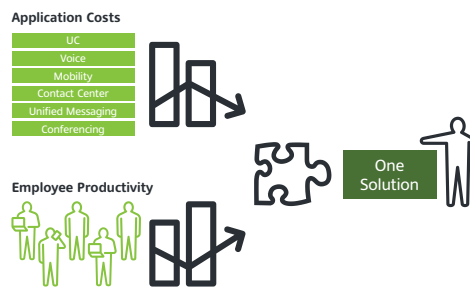 Application Costs
UC
Voice
Mobility
Contact Center
Unified Messaging
Conferencing
One
Solution
Employee Productivity